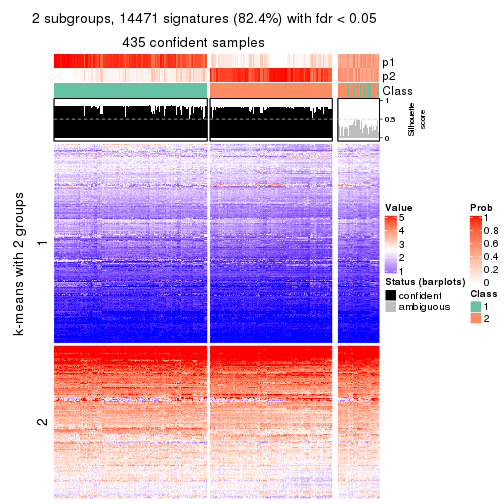 2 subgroups, 14471 signatures (82.4%) with fdr < 0.05
435 confident samples
p1
p2
Class
1
0.5
0
Silhouette
score
k-means with 2 groups
1
2
Value
5
4
3
2
1
Status (barplots)
confident
ambiguous
Prob
1
0.8
0.6
0.4
0.2
0
Class
1
2